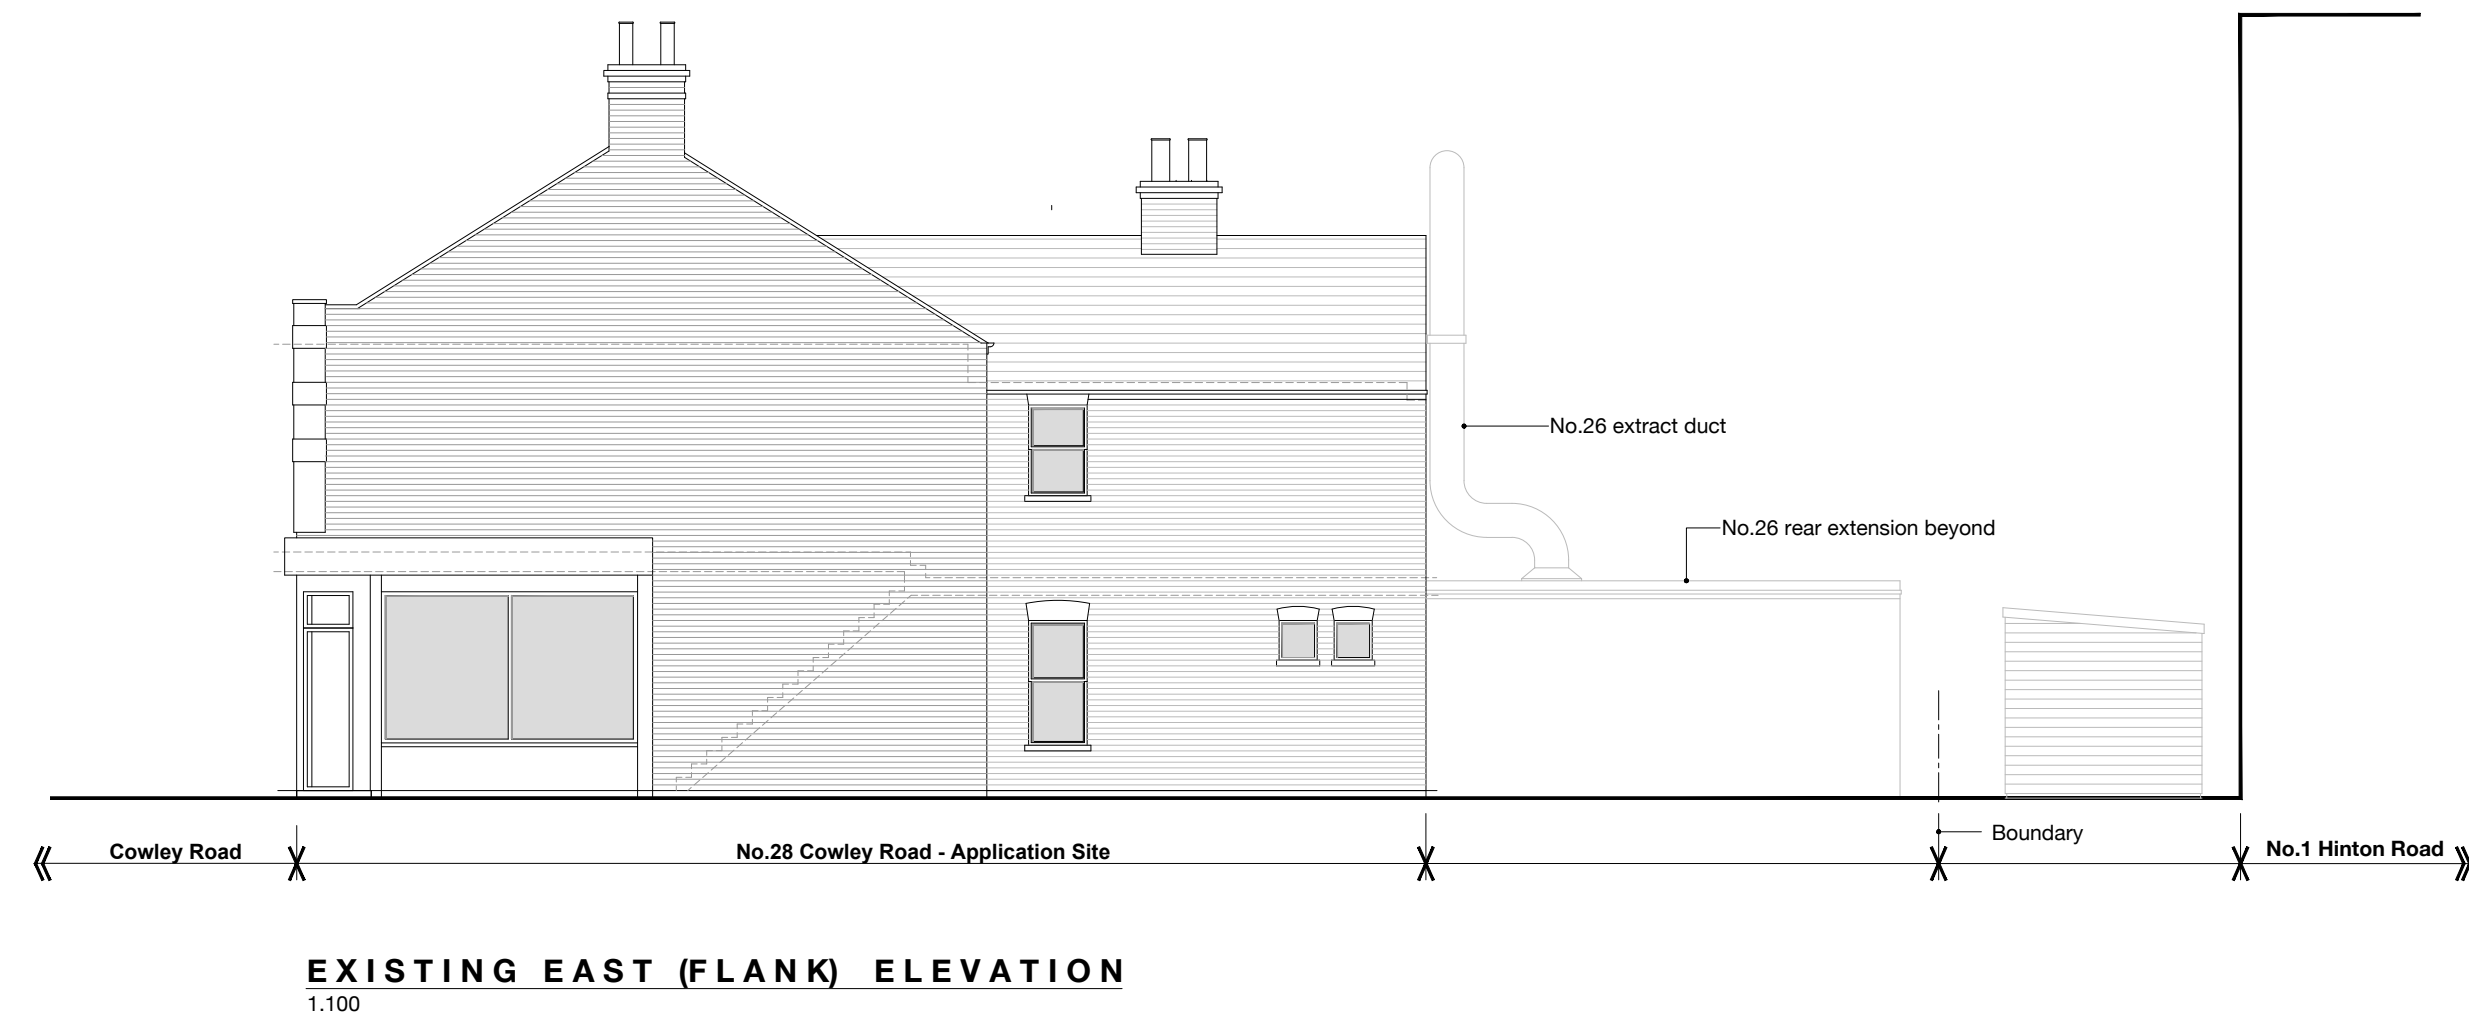 No.26 extract duct
No.26 rear extension beyond
Boundary
Cowley Road
No.28 Cowley Road - Application Site
No.1 Hinton Road
EXISTING EAST (FLANK) ELEVATION
1.100